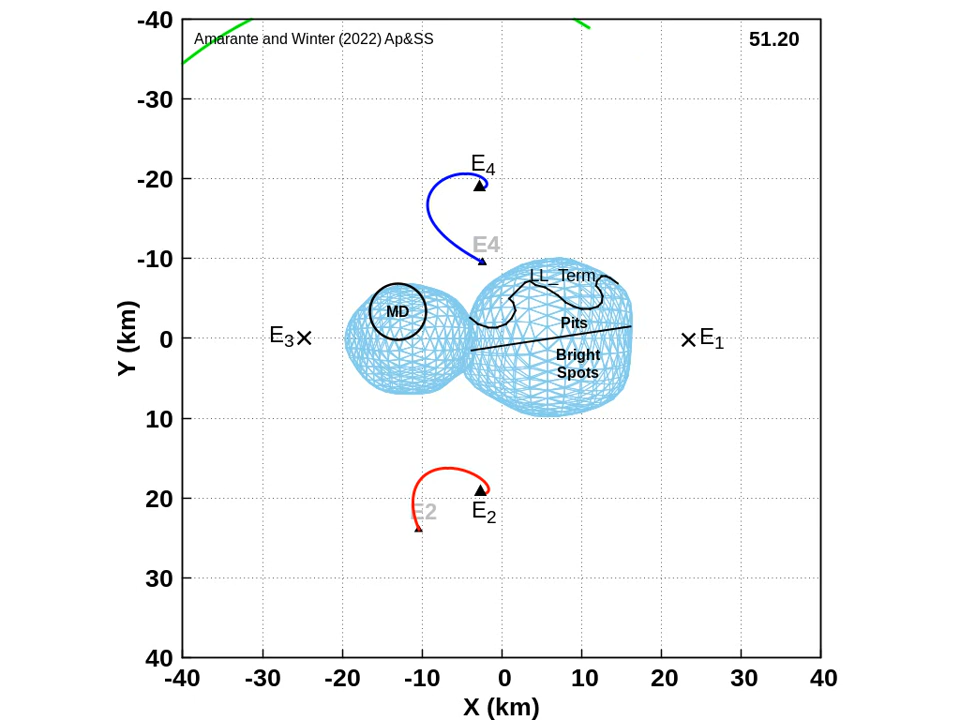 -40
Amarante and Winter (2022) Ap&SS
51.20
-30
-20
E4
E4
-10
LL_Term
MD
Pits
0
E3
E1
Bright
Spots
10
20
E2
E2
30
40
-40 -30 -20 -10 0 10 20 30 40
X (km)
Y (km)